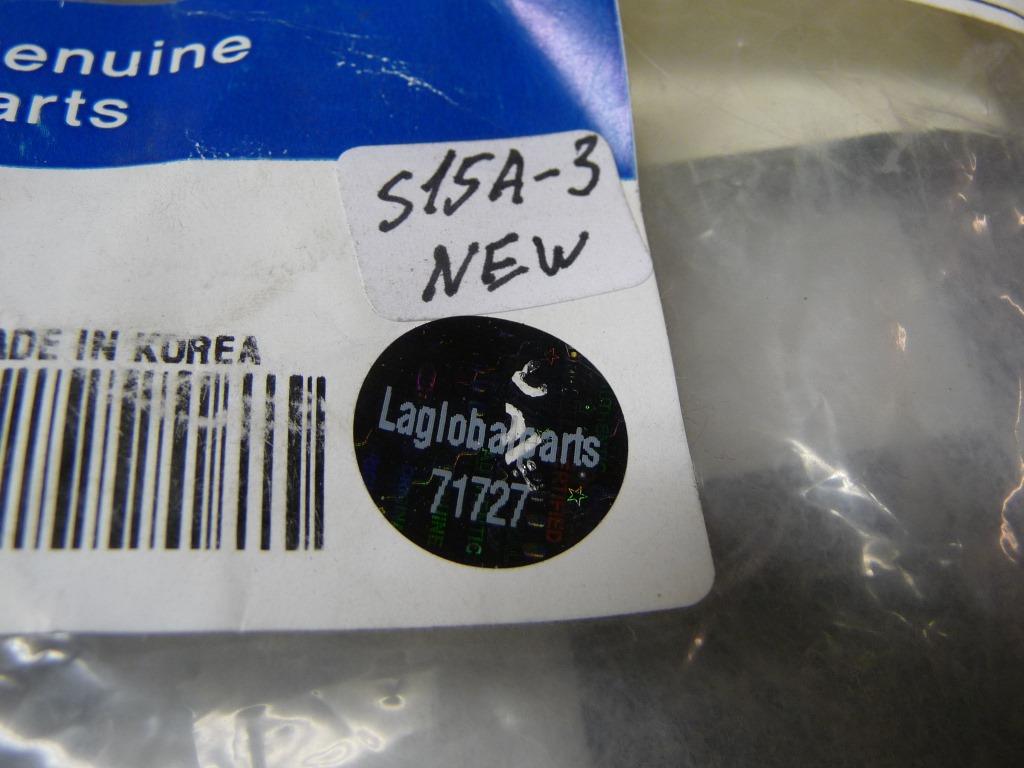 enuine
arts
S15A-3
NEW
ADE IN KOREA
Laglobalparts
71727